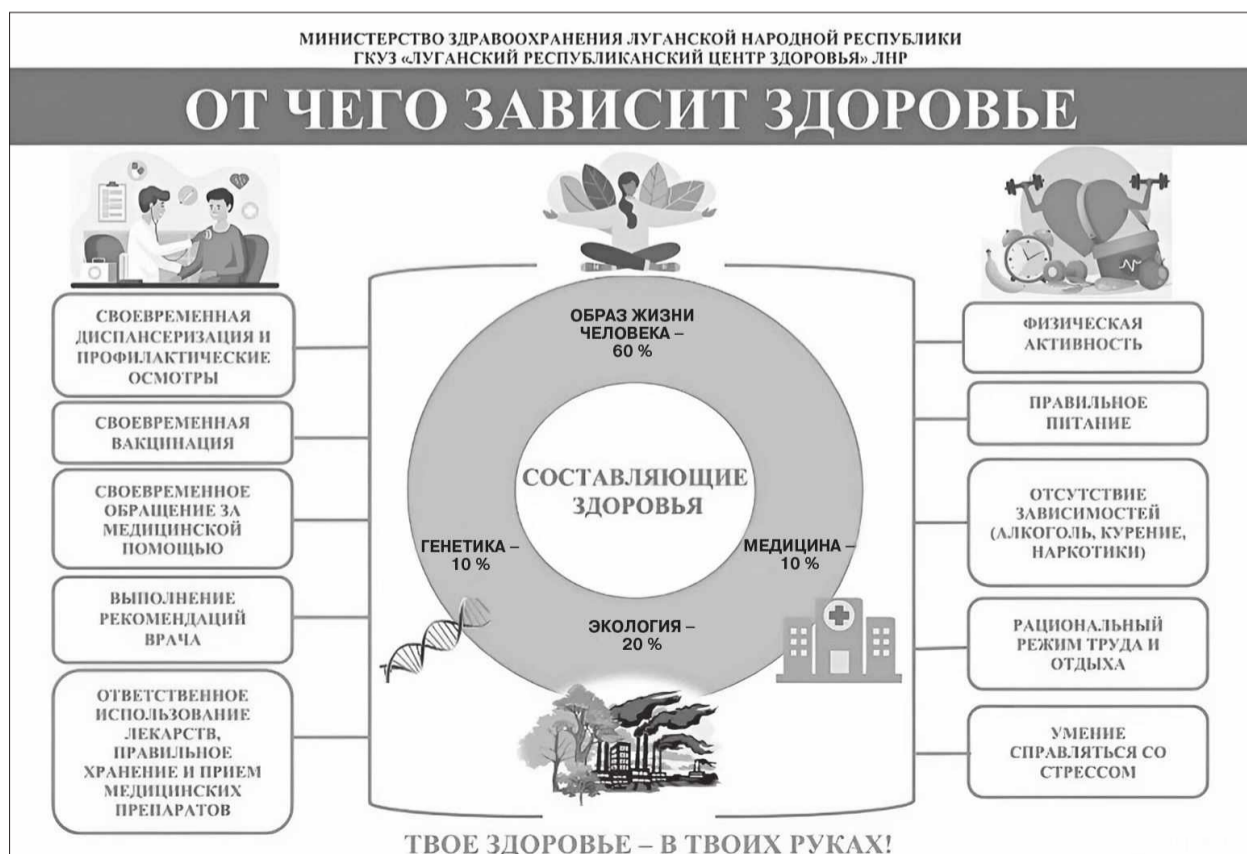 МИНИСТЕРСТВО ЗДРАВООХРАНЕНИЯ ЛУГАНСКОЙ НАРОДНОЙ РЕСПУБЛИКИ
ГКУЗ «ЛУГАНСКИЙ РЕСПУБЛИКАНСКИЙ ЦЕНТР ЗДОРОВЬЯ» ЛНР
ОТ ЧЕГО ЗАВИСИТ ЗДОРОВЬЕ
СВОЕВРЕМЕННАЯ
ДИСПАНСЕРИЗАЦИЯ И
ПРОФИЛАКТИЧЕСКИЕ
ОСМОТРЫ
СВОЕВРЕМЕННАЯ
ВАКЦИНАЦИЯ
СВОЕВРЕМЕННОЕ
ОБРАЩЕНИЕ ЗА
МЕДИЦИНСКОЙ
ПОМОЩЬЮ
ВЫПОЛНЕНИЕ
РЕКОМЕНДАЦИЙ
ВРАЧА
ОТВЕТСТВЕННОЕ
ИСПОЛЬЗОВАНИЕ
ЛЕКАРСТВ,
ПРАВИЛЬНОЕ
ХРАНЕНИЕ И ПРИЕМ
МЕДИЦИНСКИХ
ПРЕПАРАТОВ
ОБРАЗ ЖИЗНИ
ЧЕЛОВЕКА –
60 %
СОСТАВЛЯЮЩИЕ
ЗДОРОВЬЯ
ГЕНЕТИКА –
10 %
МЕДИЦИНА –
10 %
ЭКОЛОГИЯ –
20 %
ФИЗИЧЕСКАЯ
АКТИВНОСТЬ
ПРАВИЛЬНОЕ
ПИТАНИЕ
ОТСУТСТВИЕ
ЗАВИСИМОСТЕЙ
(АЛКОГОЛЬ, КУРЕНИЕ,
НАРКОТИКИ)
РАЦИОНАЛЬНЫЙ
РЕЖИМ ТРУДА И
ОТДЫХА
УМЕНИЕ
СПРАВЛЯТЬСЯ СО
СТРЕССОМ
ТВОЕ ЗДОРОВЬЕ – В ТВОИХ РУКАХ!